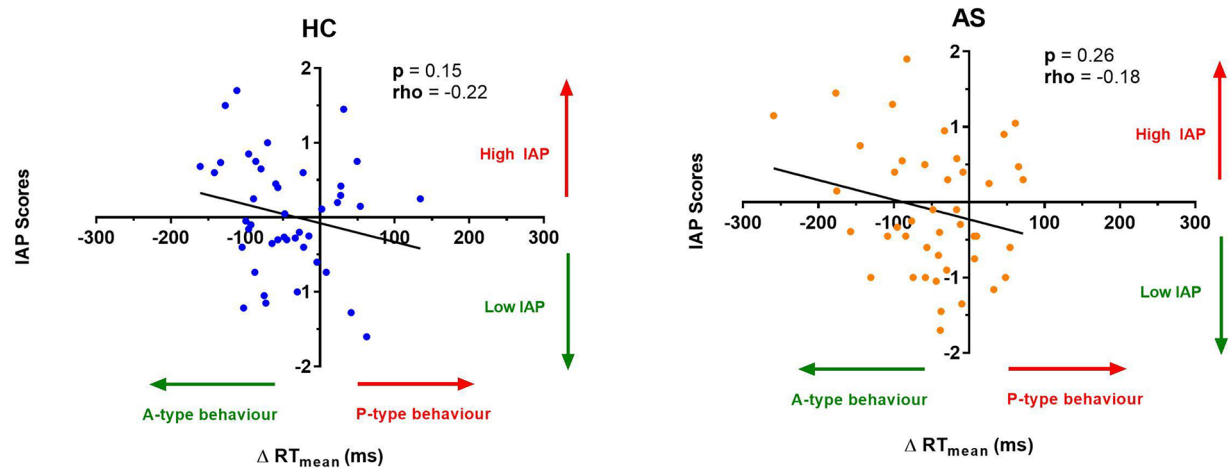 HC
p = 0.15
rho = -0.22
IAP Scores
2
1
-1
-2
-300 -200 -100 0 100 200 300
High IAP
Low IAP
A-type behaviour
P-type behaviour
Δ RTmean (ms)
AS
p = 0.26
rho = -0.18
IAP Scores
2
1
-1
-2
-300 -200 -100 0 100 200 300
High IAP
Low IAP
A-type behaviour
P-type behaviour
Δ RTmean (ms)